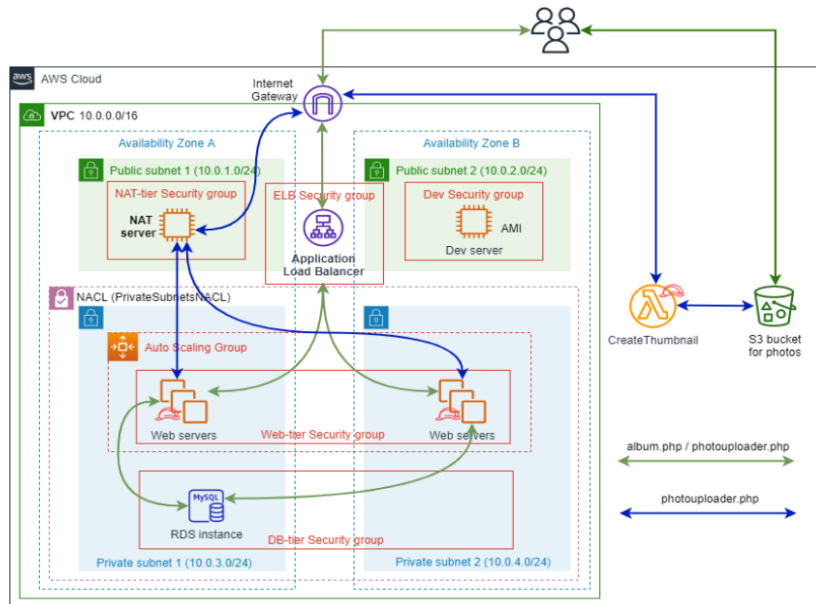 aws AWS Cloud
Internet
Gateway
VPC 10.0.0.0/16
Availability Zone A
Availability Zone B
Public subnet 1 (10.0.1.0/24)
Public subnet 2 (10.0.2.0/24)
NAT-tier Security group
ELB Security group
Dev Security group
NAT
server
AMI
Dev server
Application
Load Balancer
NACL (PrivateSubnetsNACL)
Auto Scaling Group
CreateThumbnail
S3 bucket
for photos
Web servers
Web-tier Security group
Web servers
album.php / photouploader.php
MySQL
photouploader.php
RDS instance
DB-tier Security group
Private subnet 1 (10.0.3.0/24)
Private subnet 2 (10.0.4.0/24)